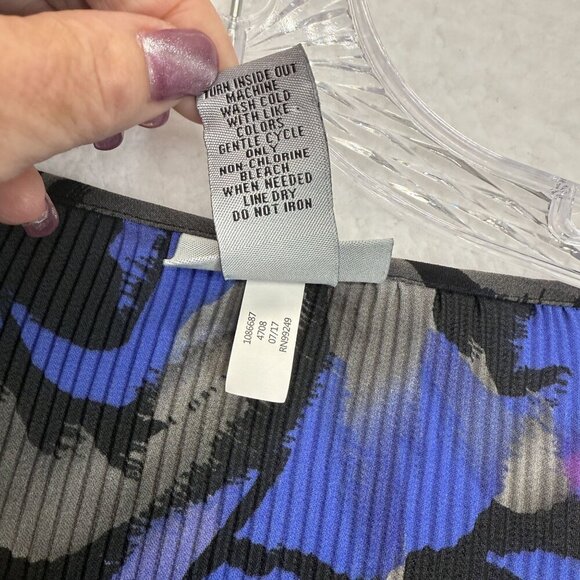 TURN INSIDE OUT
MACHINE
WASH COLD
WITH LIKE
COLORS
GENTLE CYCLE
ONLY
NON-CHLORINE
BLEACH
WHEN NEEDED
LINE DRY
DO NOT IRON
1086687
4708
07/17
RN99249